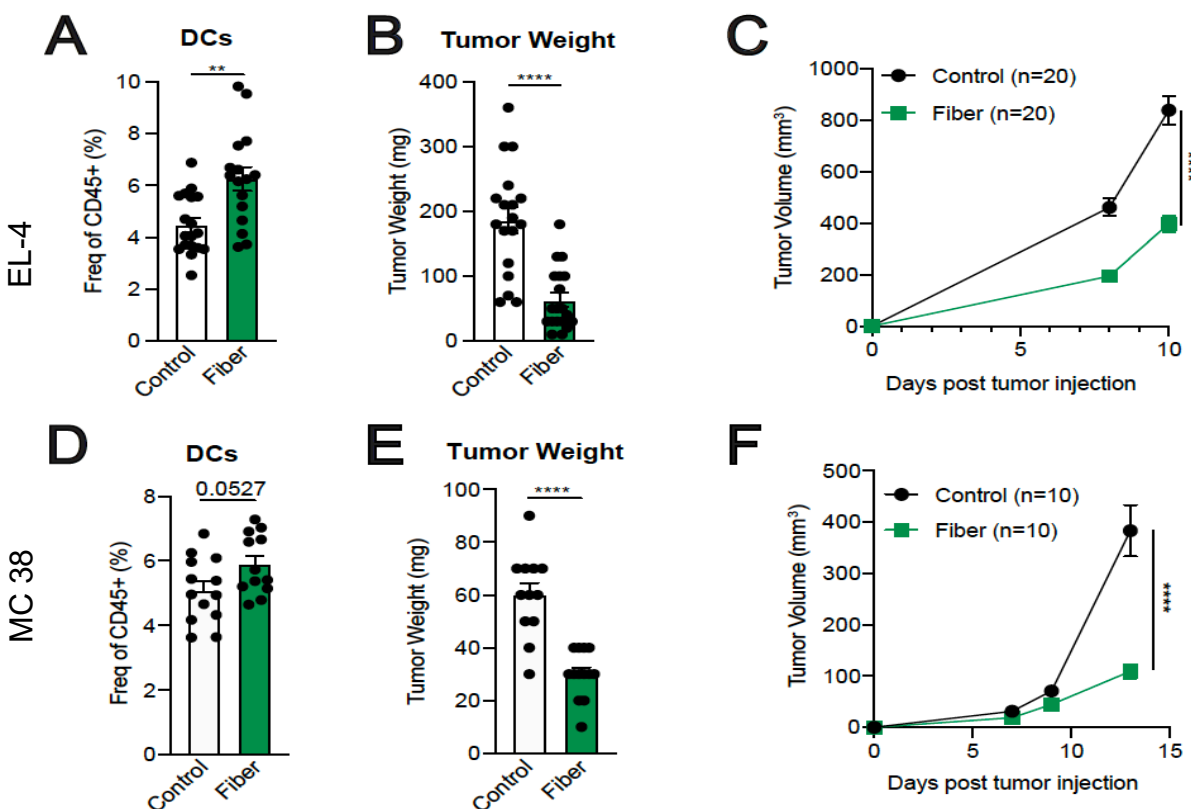 EL-4
A
DCs
**
Freq of CD45+ (%)
10
8
6
4
2
0
Control
Fiber
B
Tumor Weight
****
Tumor Weight (mg)
400
300
200
100
0
Control
Fiber
C
Control (n=20)
Fiber (n=20)
****
Tumor Volume (mm³)
1000
800
600
400
200
0
0
5
10
Days post tumor injection
MC 38
D
DCs
0.0527
Freq of CD45+ (%)
8
6
4
2
0
Control
Fiber
E
Tumor Weight
****
Tumor Weight (mg)
100
80
60
40
20
0
Control
Fiber
F
Control (n=10)
Fiber (n=10)
****
Tumor Volume (mm³)
500
400
300
200
100
0
0
5
10
15
Days post tumor injection